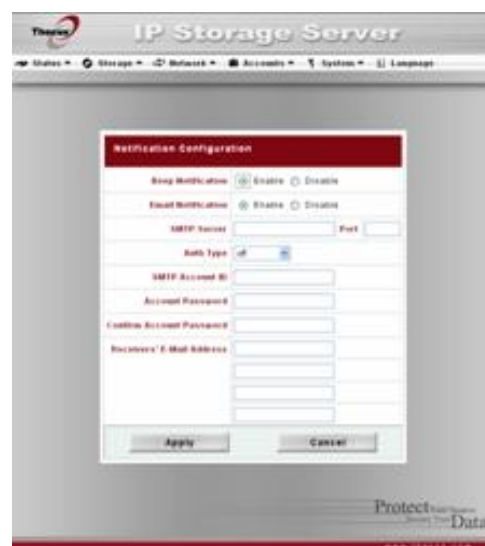 Thecus
IP Storage Server
Status Storage Network Accounts System Language
Notification Configuration
Beep Notification Enable Disable
Email Notification Enable Disable
SMTP Server Port
Auth Type off
SMTP Account ID
Account Password
Confirm Account Password
Receivers' E-Mail Address
Apply Cancel
Protect
Data